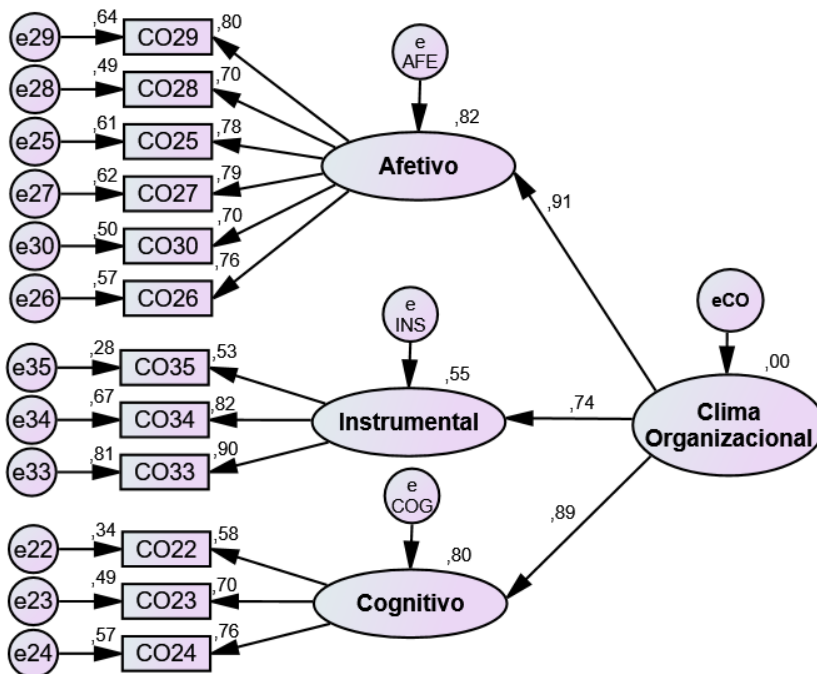 e29
,64
CO29
,80
e28
,49
CO28
,70
e25
,61
CO25
,78
e27
,62
CO27
,79
e30
,50
CO30
,70
e26
,57
CO26
,76
e
AFE
,82
Afetivo
,91
e35
,28
CO35
,53
e34
,67
CO34
,82
e33
,81
CO33
,90
e
INS
,55
Instrumental
,74
eCO
,00
Clima
Organizacional
e22
,34
CO22
,58
e23
,49
CO23
,70
e24
,57
CO24
,76
e
COG
,80
Cognitivo
,89